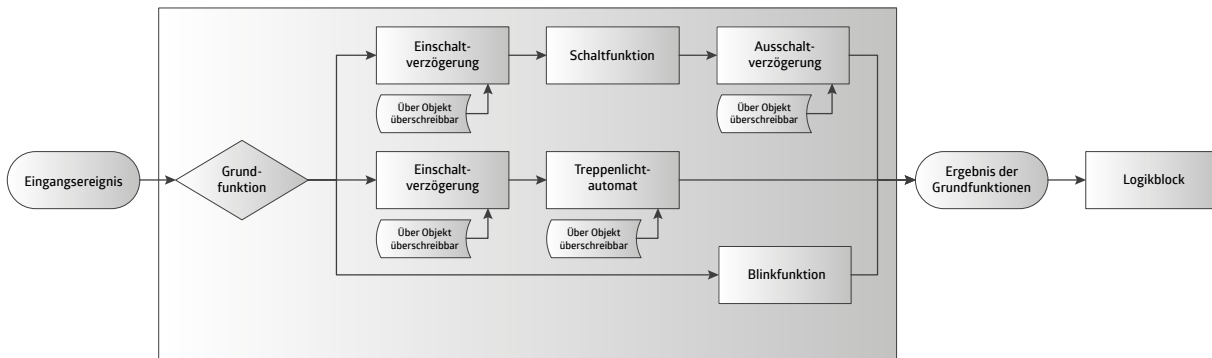 Einschalt-
verzögerung
Schaltfunktion
Ausschalt-
verzögerung
Über Objekt
überschreibbar
Über Objekt
überschreibbar
Eingangsereignis
Grund-
funktion
Einschalt-
verzögerung
Treppenlicht-
automat
Ergebnis der
Grundfunktionen
Logikblock
Über Objekt
überschreibbar
Über Objekt
überschreibbar
Blinkfunktion